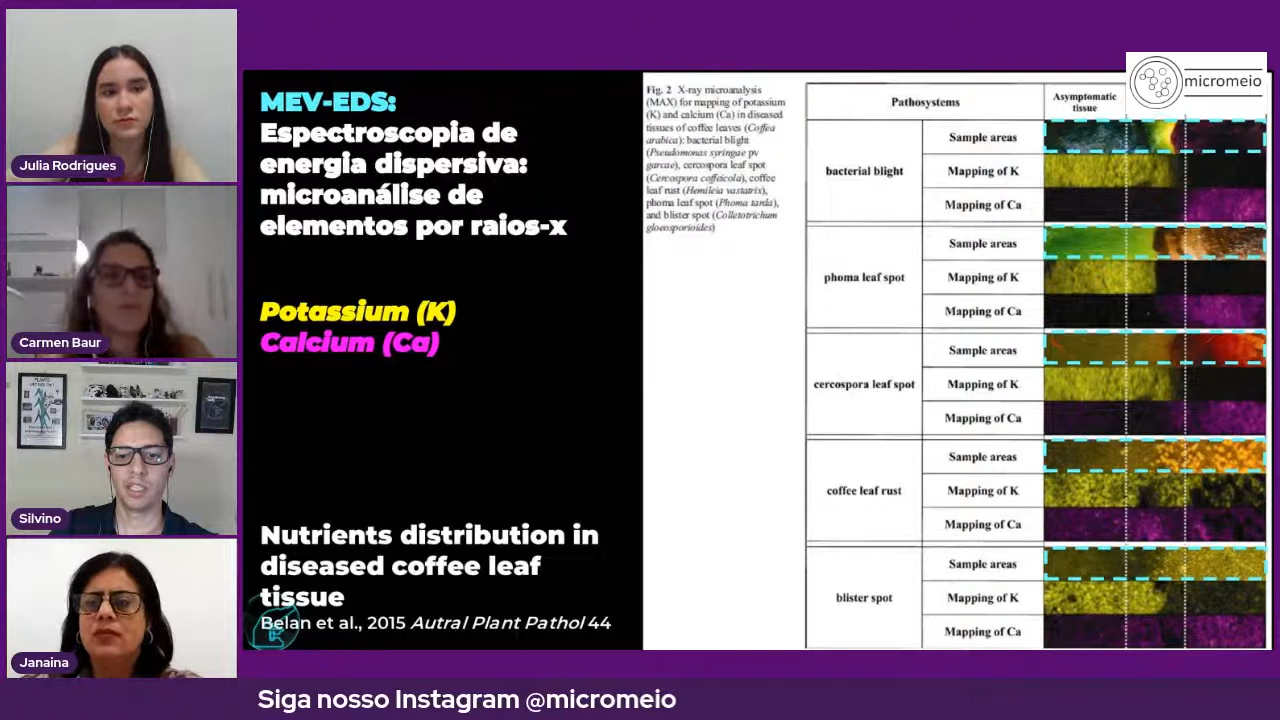 Julia Rodrigues
Carmen Baur
Silvino
Janaina
MEV-EDS:
Espectroscopia de
energia dispersiva:
microanálise de
elementos por raios-x
Potassium (K)
Calcium (Ca)
Nutrients distribution in
diseased coffee leaf
tissue
Belan et al., 2015 Autral Plant Pathol 44
Fig. 2 X-ray microanalysis
(MAX) for mapping of potassium
(K) and calcium (Ca) in diseased
tissues of coffee leaves (Coffea
arabica): bacterial blight
(Pseudomonas syringae pv
garcae), cercospora leaf spot
(Cercospora coffeicola), coffee
leaf rust (Hemileia vastatrix),
phoma leaf spot (Phoma tarda),
and blister spot (Colletotrichum
gloeosporioides)
Pathosystems
Asymptomatic
tissue
micromeio
bacterial blight
Sample areas
Mapping of K
Mapping of Ca
phoma leaf spot
Sample areas
Mapping of K
Mapping of Ca
cercospora leaf spot
Sample areas
Mapping of K
Mapping of Ca
coffee leaf rust
Sample areas
Mapping of K
Mapping of Ca
blister spot
Sample areas
Mapping of K
Mapping of Ca
Siga nosso Instagram @micromeio